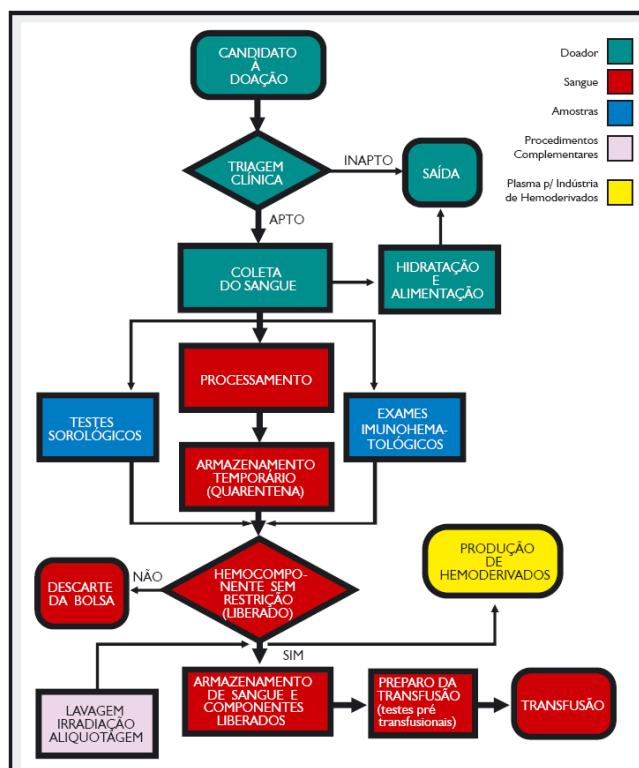 CANDIDATO
À
DOAÇÃO
Doador
Sangue
Amostras
Procedimentos
Complementares
Plasma p/ Indústria
de Hemoderivados
TRIAGEM
CLÍNICA
INAPTO
SAÍDA
APTO
COLETA
DO SANGUE
HIDRATAÇÃO
E
ALIMENTAÇÃO
PROCESSAMENTO
TESTES
SOROLÓGICOS
EXAMES
IMUNOHEMA-
TOLÓGICOS
ARMAZENAMENTO
TEMPORÁRIO
(QUARENTENA)
HEMOCOMPO-
NENTE SEM
RESTRIÇÃO
(LIBERADO)
NÃO
DESCARTE
DA BOLSA
PRODUÇÃO
DE
HEMODERIVADOS
SIM
LAVAGEM
IRRADIAÇÃO
ALIQUOTAGEM
ARMAZENAMENTO
DE SANGUE E
COMPONENTES
LIBERADOS
PREPARO DA
TRANSFUSÃO
(testes pré
transfusionais)
TRANSFUSÃO